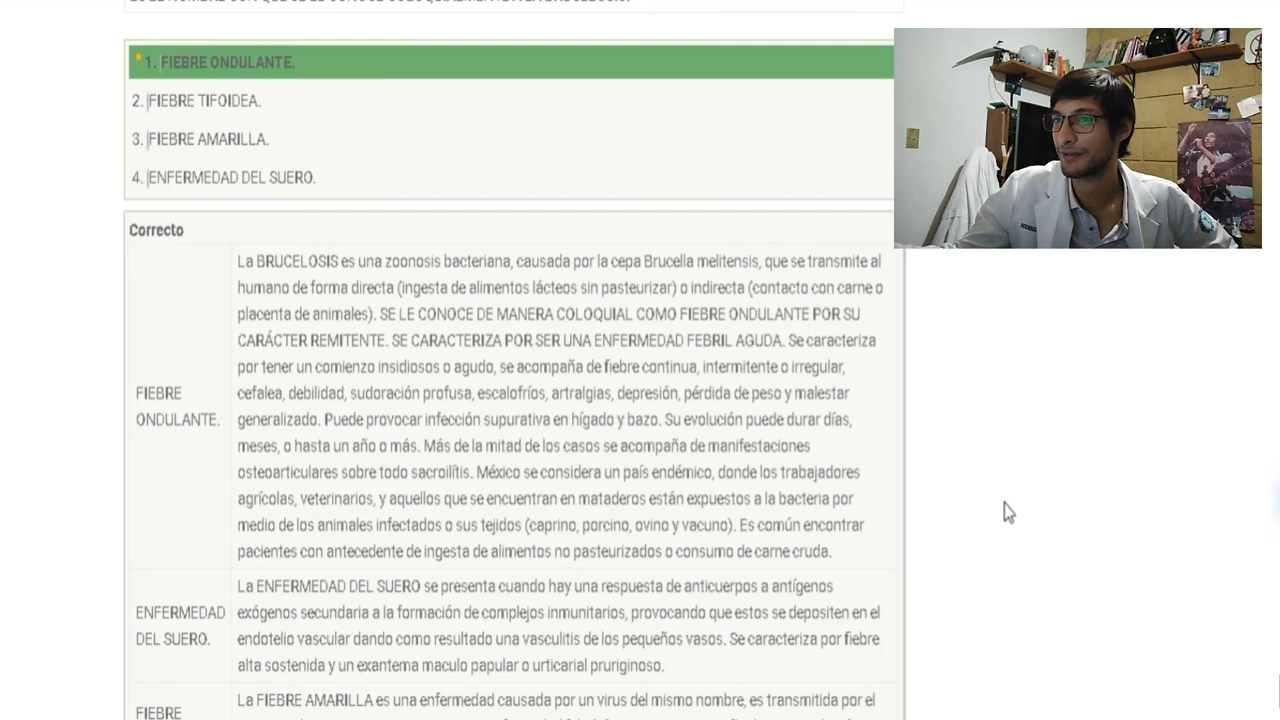 1. FIEBRE ONDULANTE.
2. FIEBRE TIFOIDEA.
3. FIEBRE AMARILLA.
4. ENFERMEDAD DEL SUERO.
Correcto
FIEBRE
ONDULANTE.
La BRUCELOSIS es una zoonosis bacteriana, causada por la cepa Brucella melitensis, que se transmite al
humano de forma directa (ingesta de alimentos lácteos sin pasteurizar) o indirecta (contacto con carne o
placenta de animales). SE LE CONOCE DE MANERA COLOQUIAL COMO FIEBRE ONDULANTE POR SU
CARÁCTER REMITENTE. SE CARACTERIZA POR SER UNA ENFERMEDAD FEBRIL AGUDA. Se caracteriza
por tener un comienzo insidiosos o agudo, se acompaña de fiebre continua, intermitente o irregular,
cefalea, debilidad, sudoración profusa, escalofríos, artralgias, depresión, pérdida de peso y malestar
generalizado. Puede provocar infección supurativa en hígado y bazo. Su evolución puede durar días,
meses, o hasta un año o más. Más de la mitad de los casos se acompaña de manifestaciones
osteoarticulares sobre todo sacroilítis. México se considera un país endémico, donde los trabajadores
agrícolas, veterinarios, y aquellos que se encuentran en mataderos están expuestos a la bacteria por
medio de los animales infectados o sus tejidos (caprino, porcino, ovino y vacuno). Es común encontrar
pacientes con antecedente de ingesta de alimentos no pasteurizados o consumo de carne cruda.
ENFERMEDAD
DEL SUERO.
La ENFERMEDAD DEL SUERO se presenta cuando hay una respuesta de anticuerpos a antígenos
exógenos secundaria a la formación de complejos inmunitarios, provocando que estos se depositen en el
endotelio vascular dando como resultado una vasculitis de los pequeños vasos. Se caracteriza por fiebre
alta sostenida y un exantema maculo papular o urticarial pruriginoso.
FIEBRE
La FIEBRE AMARILLA es una enfermedad causada por un virus del mismo nombre, es transmitida por el